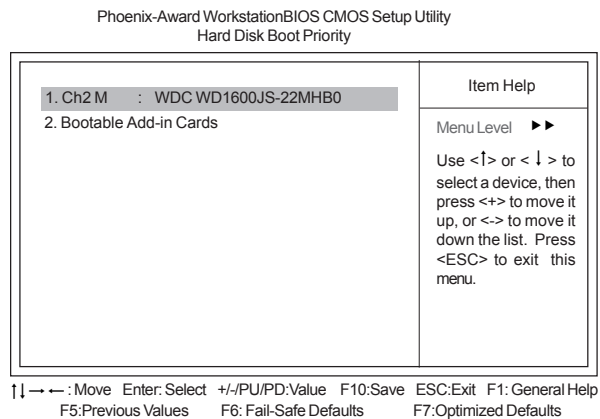 Phoenix-Award WorkstationBIOS CMOS Setup Utility
Hard Disk Boot Priority
1. Ch2 M : WDC WD1600JS-22MHB0
2. Bootable Add-in Cards
Item Help
Menu Level ►►
Use <↑> or < ↓ > to
select a device, then
press <+> to move it
up, or <-> to move it
down the list. Press
<ESC> to exit this
menu.
↑↓→←: Move Enter: Select +/-/PU/PD:Value F10:Save ESC:Exit F1: General Help
F5:Previous Values F6: Fail-Safe Defaults F7:Optimized Defaults